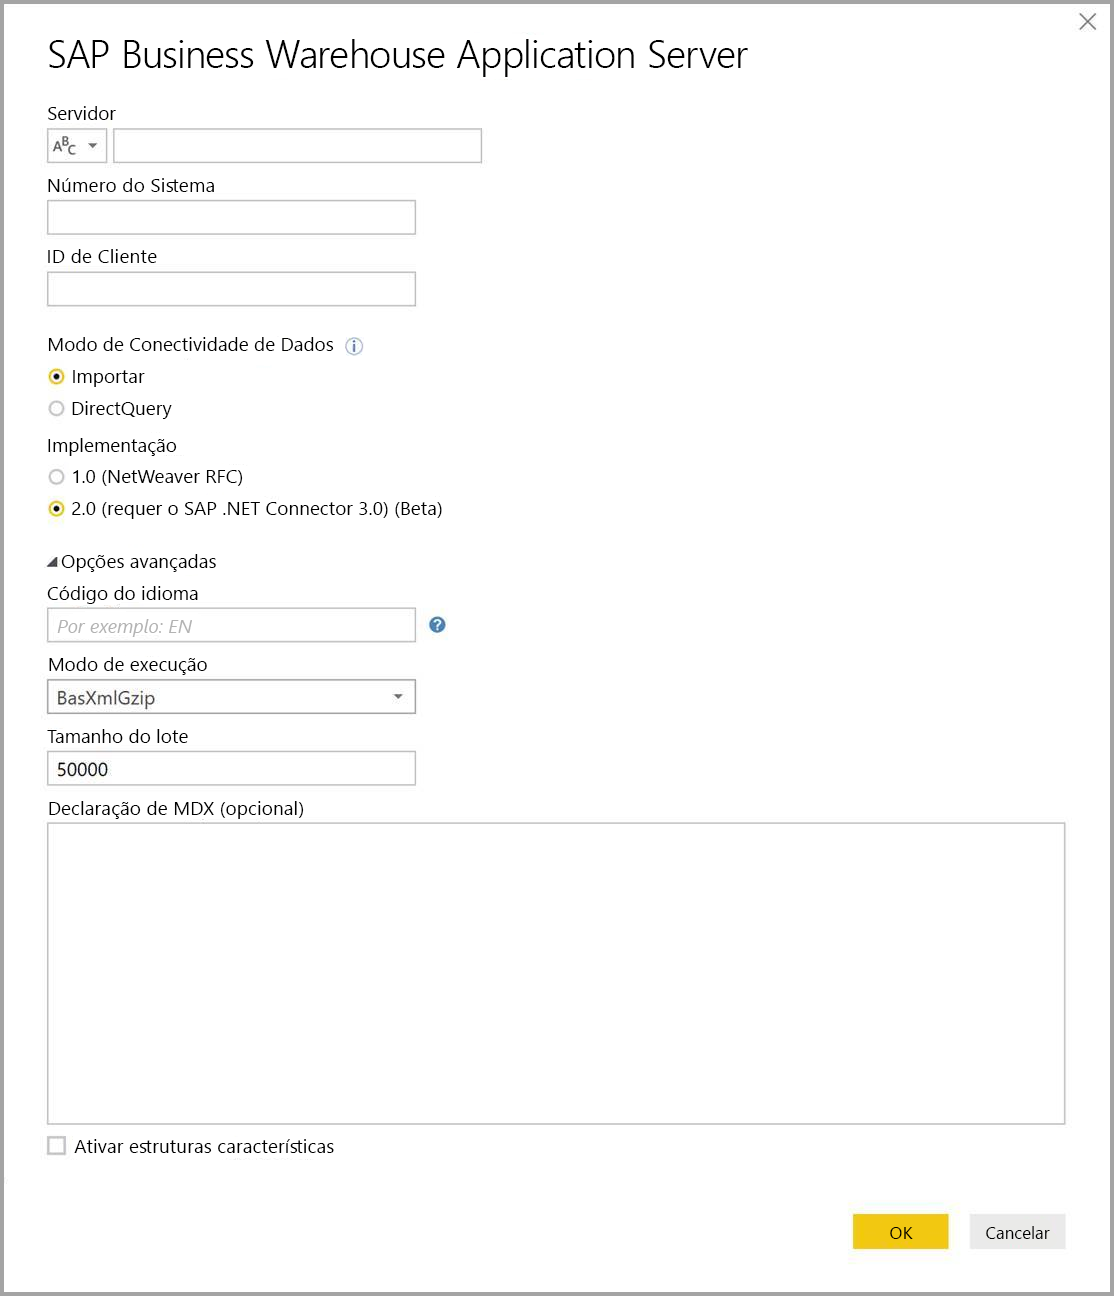 SAP Business Warehouse Application Server
Servidor
ABC
Número do Sistema
ID de Cliente
Modo de Conectividade de Dados
Importar
DirectQuery
Implementação
1.0 (NetWeaver RFC)
2.0 (requer o SAP .NET Connector 3.0) (Beta)
Opções avançadas
Código do idioma
Por exemplo: EN
Modo de execução
BasXmlGzip
Tamanho do lote
50000
Declaração de MDX (opcional)
Ativar estruturas características
OK Cancelar